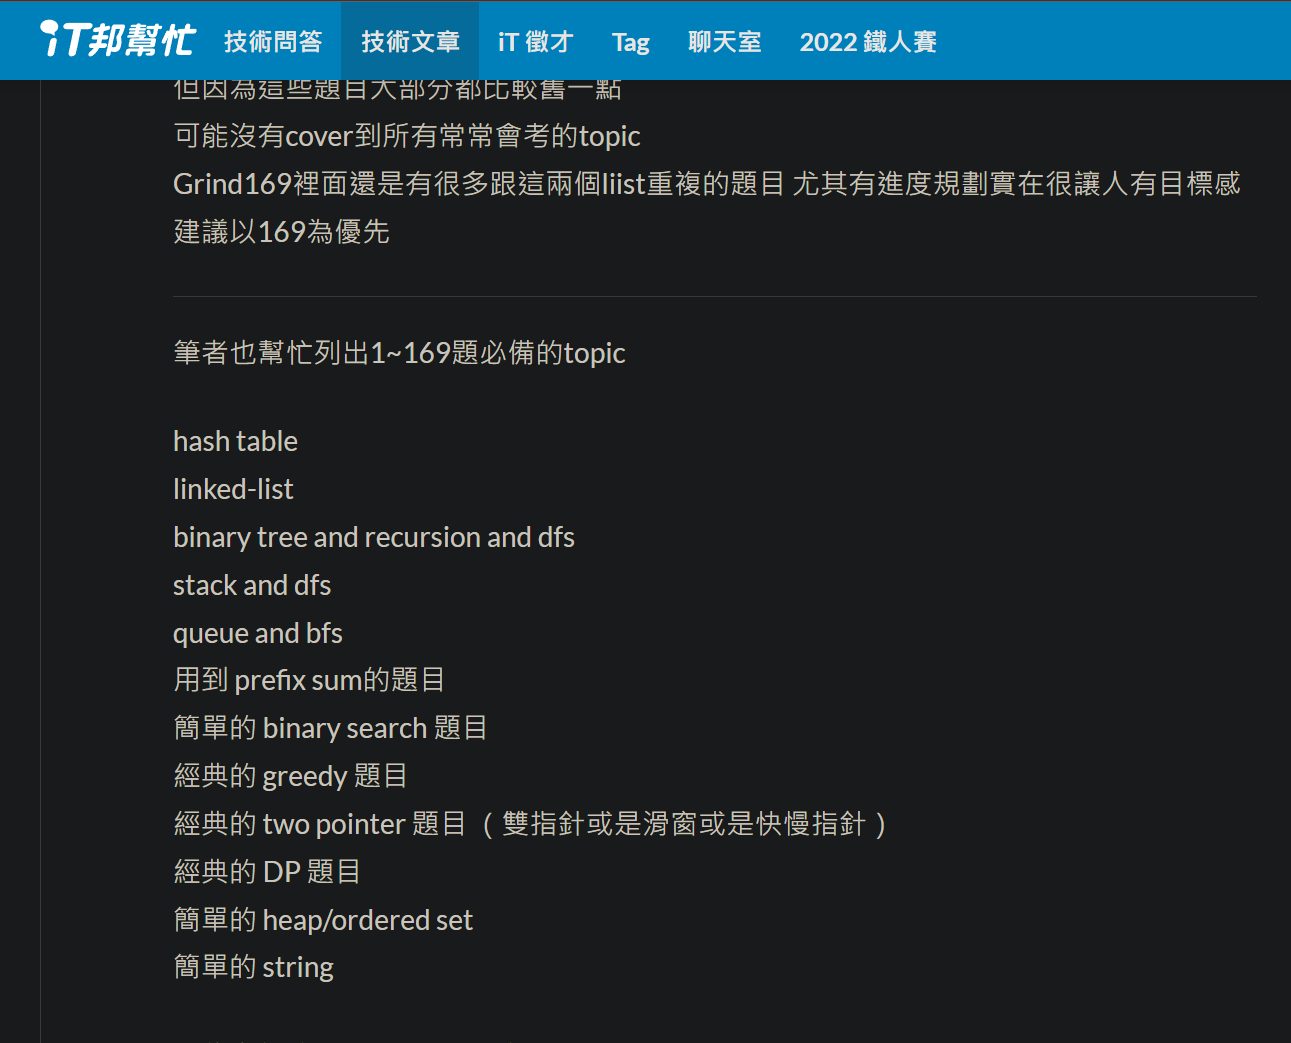 iT邦幫忙 技術問答 技術文章 iT 徵才 Tag 聊天室 2022 鐵人賽
但因為這些題目大部分都比較舊一點
可能沒有cover到所有常常會考的topic
Grind169裡面還是有很多跟這兩個liist重複的題目 尤其有進度規劃實在很讓人有目標感
建議以169為優先
筆者也幫忙列出1~169題必備的topic
hash table
linked-list
binary tree and recursion and dfs
stack and dfs
queue and bfs
用到 prefix sum的題目
簡單的 binary search 題目
經典的 greedy 題目
經典的 two pointer 題目 （雙指針或是滑窗或是快慢指針）
經典的 DP 題目
簡單的 heap/ordered set
簡單的 string